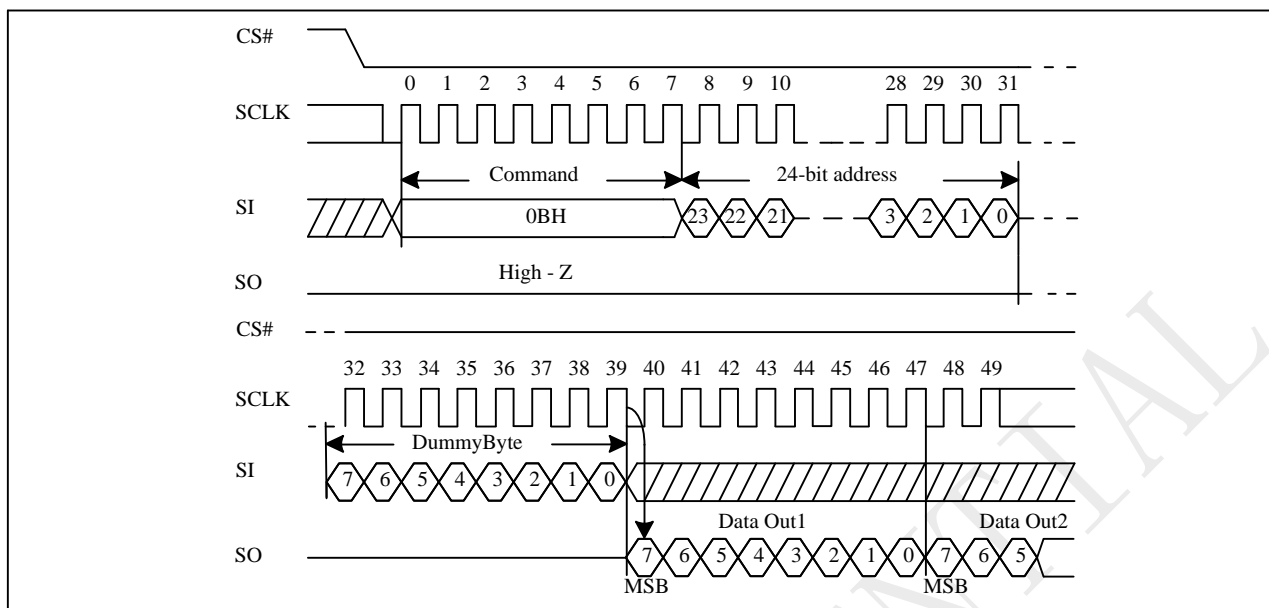 CS#
0 1 2 3 4 5 6 7 8 9 10 28 29 30 31
SCLK
Command 24-bit address
SI 0BH 23 22 21 3 2 1 0
High - Z
SO
CS#
32 33 34 35 36 37 38 39 40 41 42 43 44 45 46 47 48 49
SCLK
DummyByte
SI 7 6 5 4 3 2 1 0
Data Out1 Data Out2
SO 7 6 5 4 3 2 1 0 7 6 5
MSB MSB
NTIAL